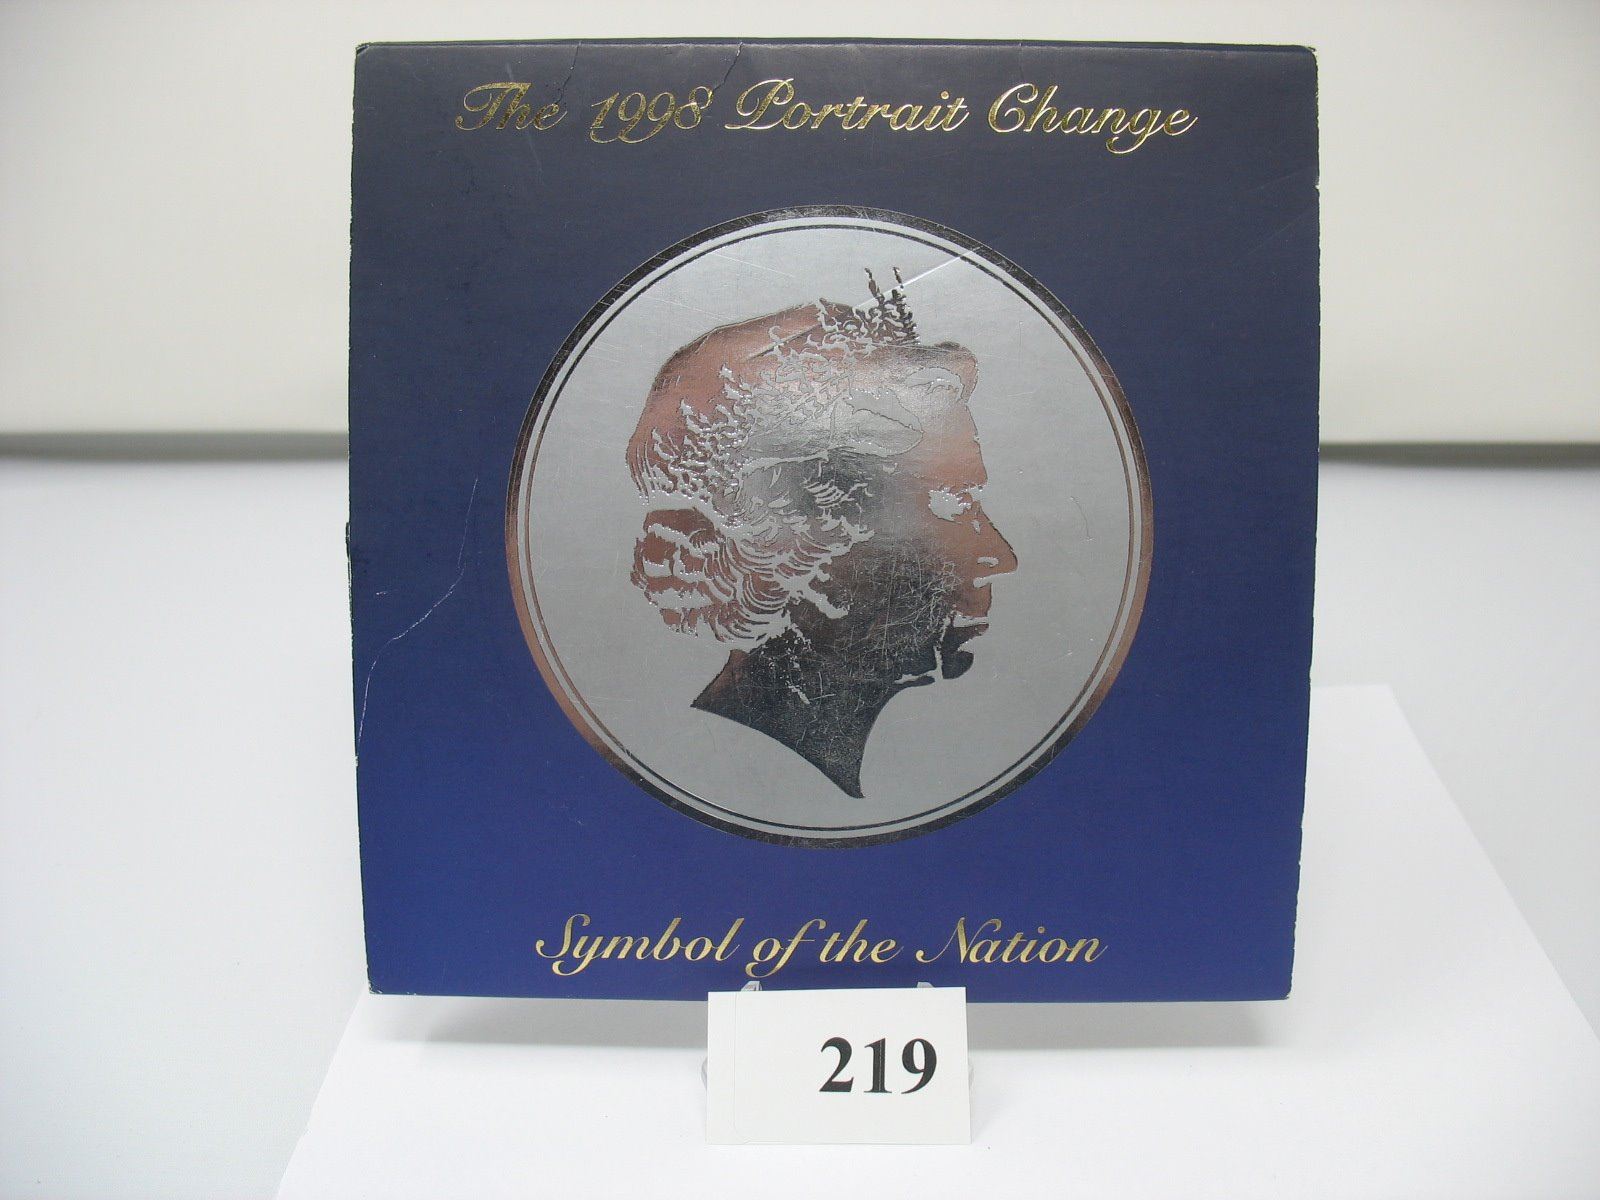 The 1998 Portrait Change
Symbol of the Nation
219